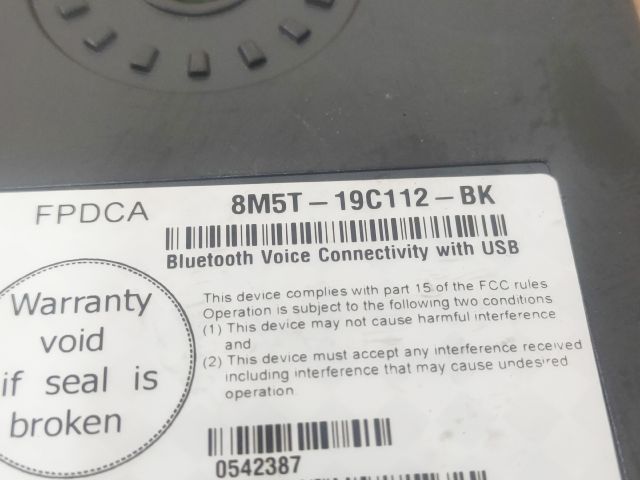 FPDCA
8M5T-19C112-BK
Bluetooth Voice Connectivity with USB
Warranty
void
if seal is
broken
This device complies with part 15 of the FCC rules
Operation is subject to the following two conditions
(1) This device may not cause harmful interference
and
(2) This device must accept any interference received
including interference that may cause undesired
operation.
0542387